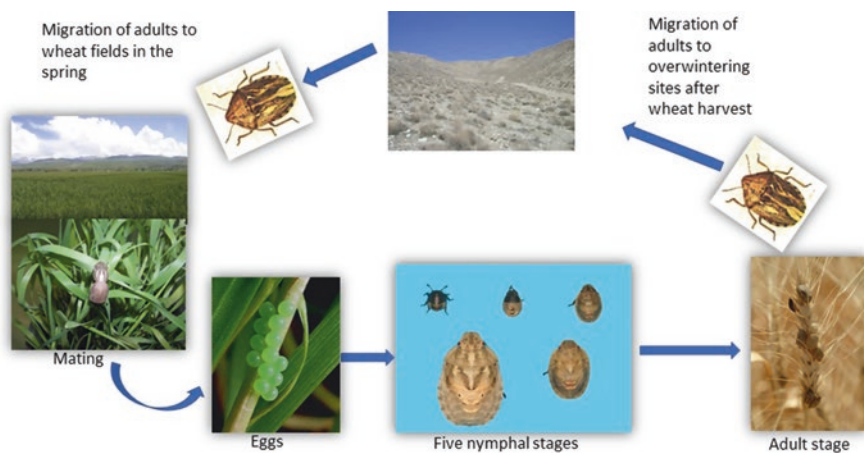 Migration of adults to
wheat fields in the
spring
Migration of
adults to
overwintering
sites after
wheat harvest
Mating
Eggs
Five nymphal stages
Adult stage